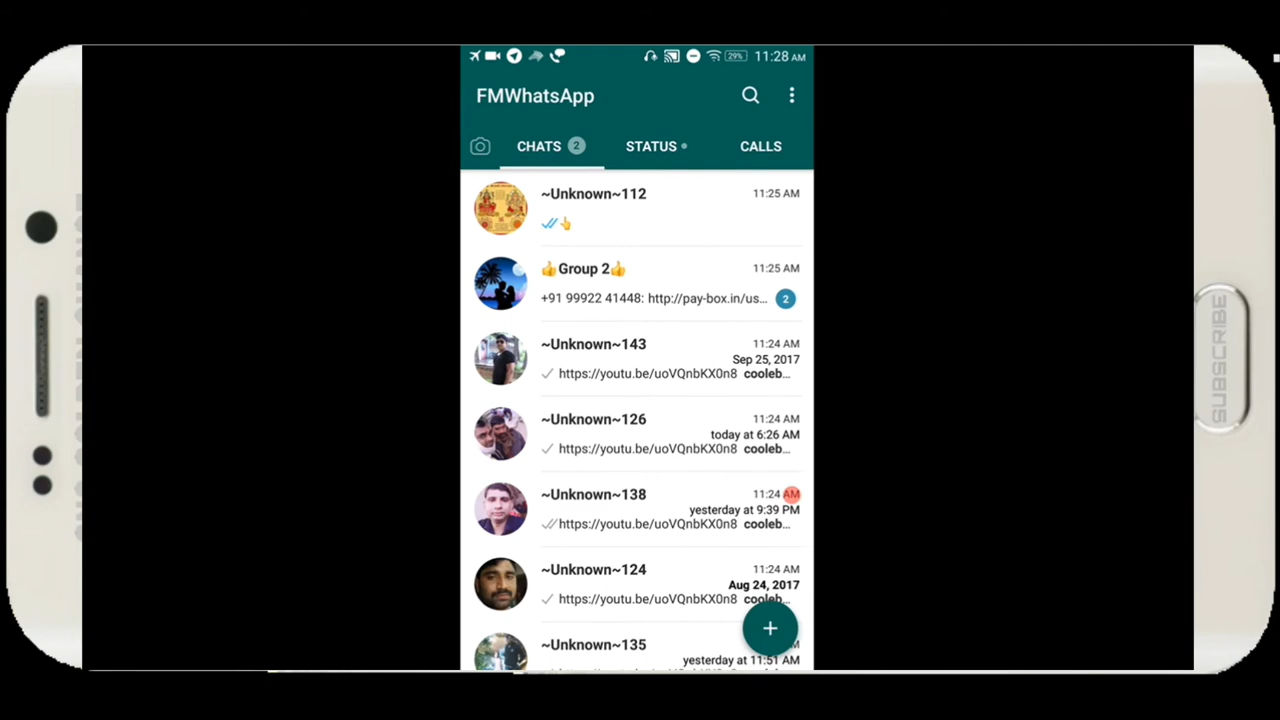 29% 11:28 AM
FMWhatsApp
CHATS 2 STATUS CALLS
~Unknown~112 11:25 AM
👆
👍Group 2👍 11:25 AM
+91 99922 41448: http://pay-box.in/us... 2
~Unknown~143 11:24 AM
Sep 25, 2017
https://youtu.be/uoVQnbKX0n8 cooleb...
~Unknown~126 11:24 AM
today at 6:26 AM
https://youtu.be/uoVQnbKX0n8 cooleb...
~Unknown~138 11:24 AM
yesterday at 9:39 PM
https://youtu.be/uoVQnbKX0n8 cooleb...
~Unknown~124 11:24 AM
Aug 24, 2017
https://youtu.be/uoVQnbKX0n8 cooleb...
~Unknown~135
yesterday at 11:51 AM
SUBSCRIBE